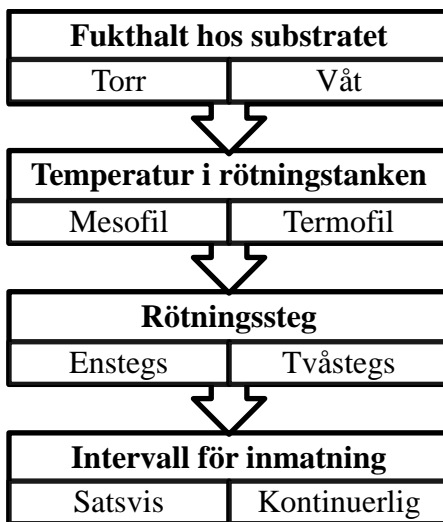 Fukthalt hos substratet
Torr Våt
Temperatur i rötningstanken
Mesofil Termofil
Rötningssteg
Enstegs Tvåstegs
Intervall för inmatning
Satsvis Kontinuerlig